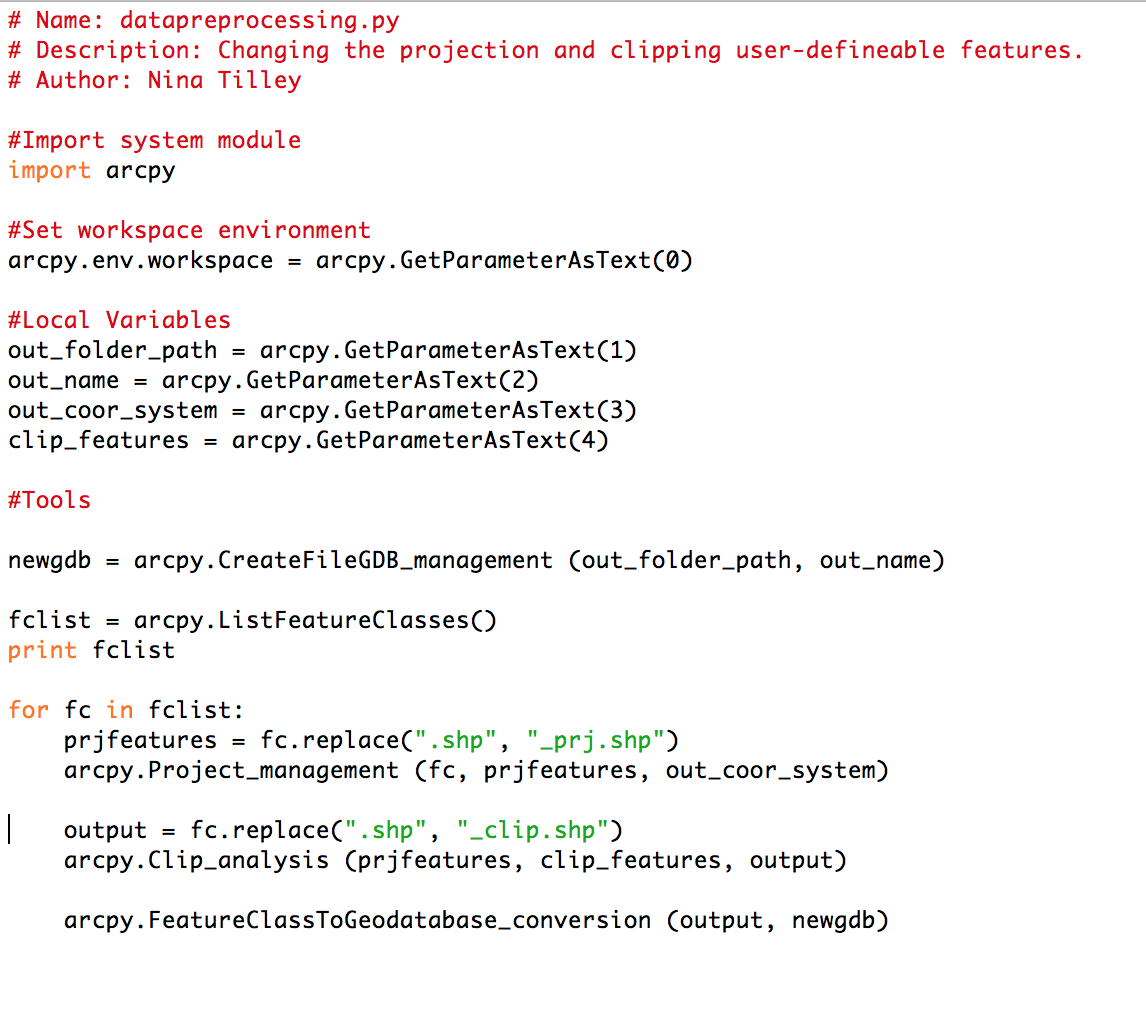 # Name: datapreprocessing.py
# Description: Changing the projection and clipping user-defineable features.
# Author: Nina Tilley
#Import system module
import arcpy
#Set workspace environment
arcpy.env.workspace = arcpy.GetParameterAsText(0)
#Local Variables
out_folder_path = arcpy.GetParameterAsText(1)
out_name = arcpy.GetParameterAsText(2)
out_coor_system = arcpy.GetParameterAsText(3)
clip_features = arcpy.GetParameterAsText(4)
#Tools
newgdb = arcpy.CreateFileGDB_management (out_folder_path, out_name)
fclist = arcpy.ListFeatureClasses()
print fclist
for fc in fclist:
    prjfeatures = fc.replace(".shp", "_prj.shp")
    arcpy.Project_management (fc, prjfeatures, out_coor_system)
    output = fc.replace(".shp", "_clip.shp")
    arcpy.Clip_analysis (prjfeatures, clip_features, output)
    arcpy.FeatureClassToGeodatabase_conversion (output, newgdb)